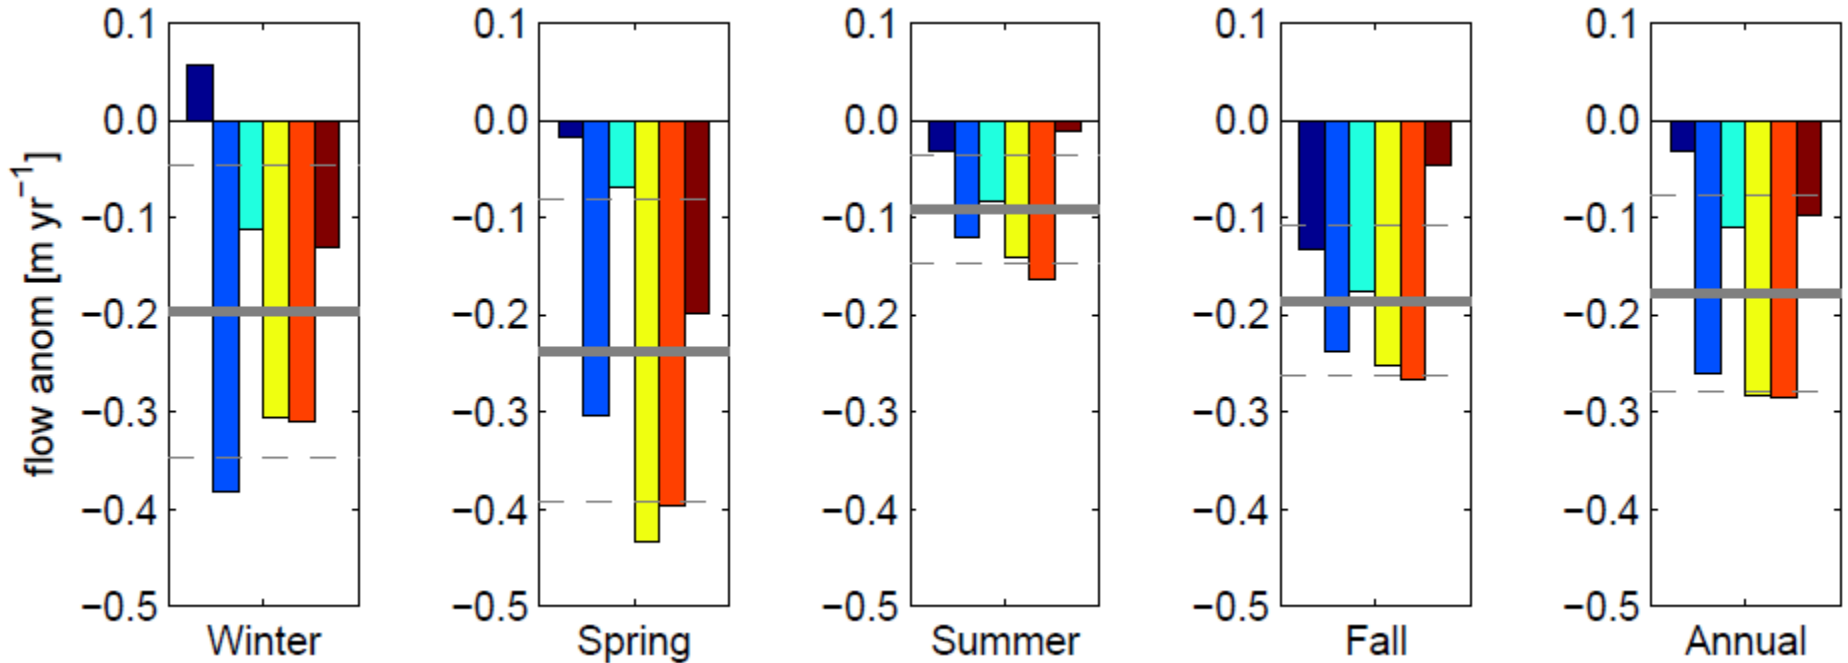 flow anom [m yr⁻¹]
0.1 0.1 0.1 0.1 0.1
0.0 0.0 0.0 0.0 0.0
−0.1 −0.1 −0.1 −0.1 −0.1
−0.2 −0.2 −0.2 −0.2 −0.2
−0.3 −0.3 −0.3 −0.3 −0.3
−0.4 −0.4 −0.4 −0.4 −0.4
−0.5 −0.5 −0.5 −0.5 −0.5
Winter Spring Summer Fall Annual